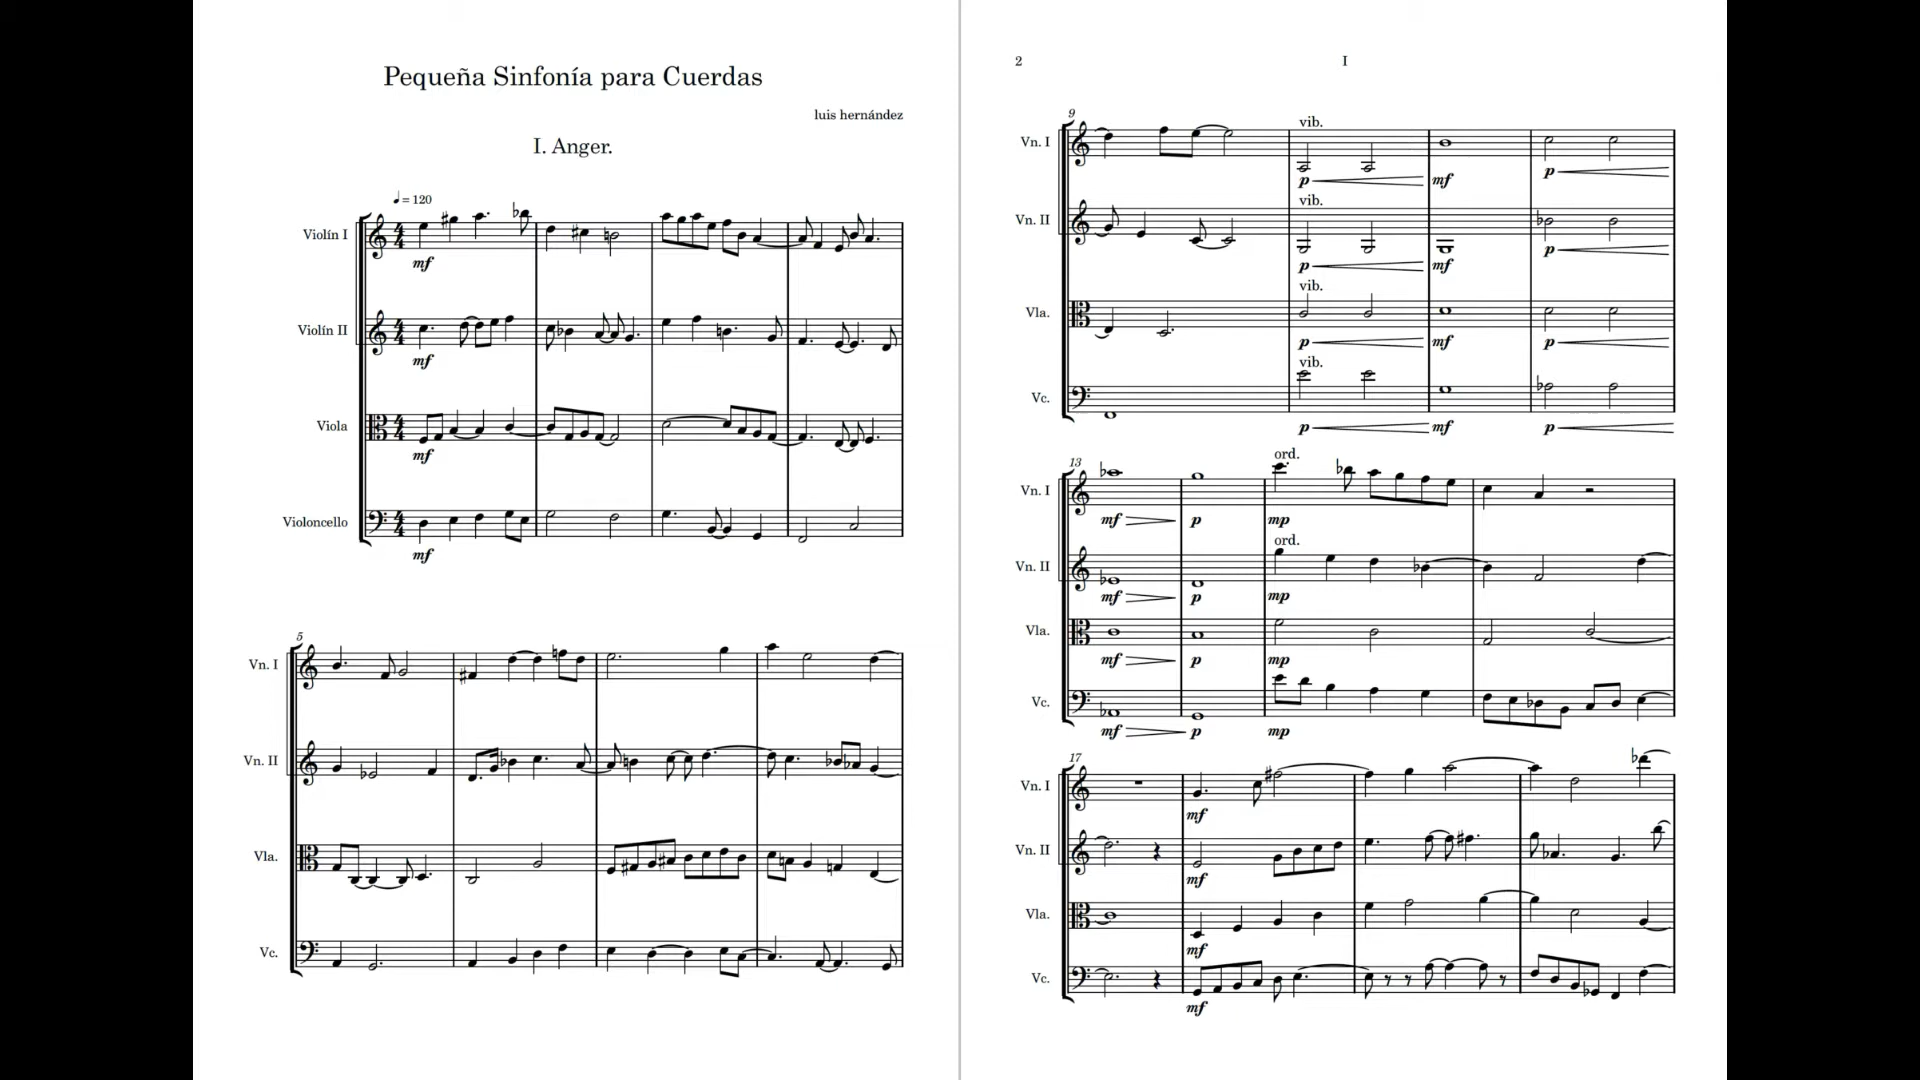 Pequeña Sinfonía para Cuerdas
luis hernández
I. Anger.
♩ = 120
Violín I
mf
Violín II
mf
Viola
mf
Violoncello
mf
5
Vn. I
Vn. II
Vla.
Vc.
2
I
9
vib.
Vn. I
p mf p
vib.
Vn. II
p mf p
vib.
Vla.
p mf p
vib.
Vc.
p mf p
13
ord.
Vn. I
mf p mp
ord.
Vn. II
mf p mp
Vla.
mf p mp
Vc.
mf p mp
17
Vn. I
mf
Vn. II
mf
Vla.
mf
Vc.
mf